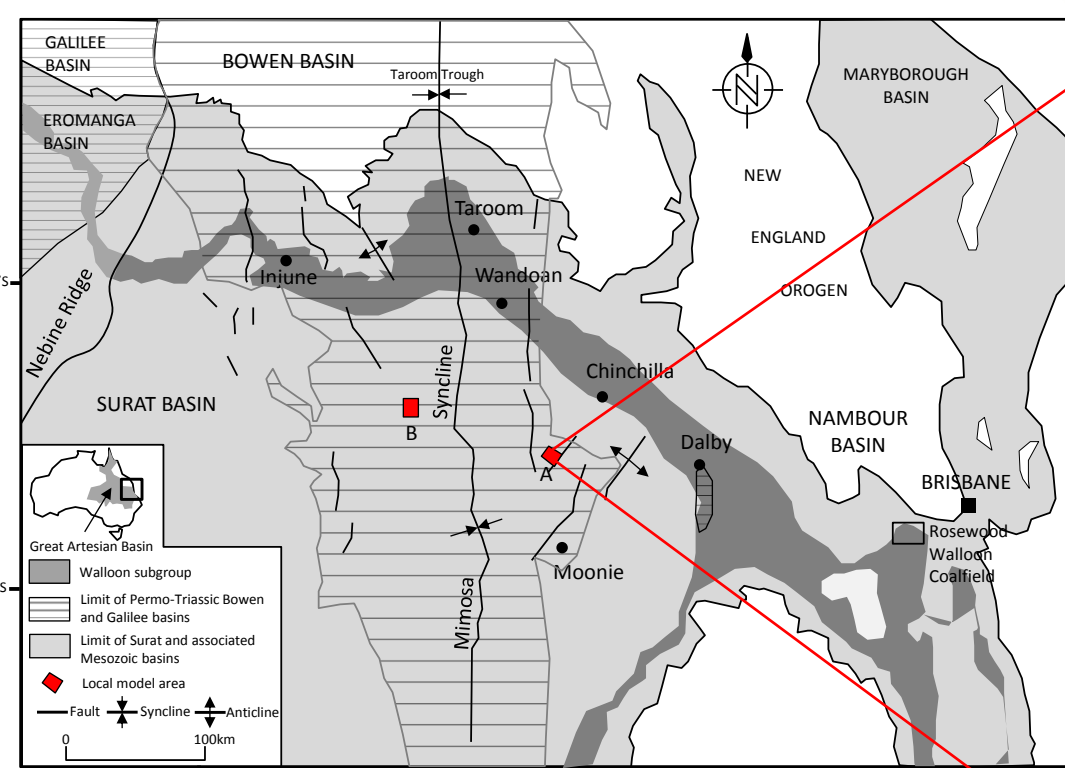 GALILEE
BASIN
BOWEN BASIN
Taroom Trough
MARYBOROUGH
BASIN
EROMANGA
BASIN
N
NEW
ENGLAND
OROGEN
Taroom
Injune
Wandoan
Nebine Ridge
Syncline
Chinchilla
SURAT BASIN
B
NAMBOUR
BASIN
Dalby
A
BRISBANE
Great Artesian Basin
Rosewood
Walloon
Coalfield
Moonie
Mimosa
Walloon subgroup
Limit of Permo-Triassic Bowen
and Galilee basins
Limit of Surat and associated
Mesozoic basins
Local model area
Fault
Syncline
Anticline
0 100km